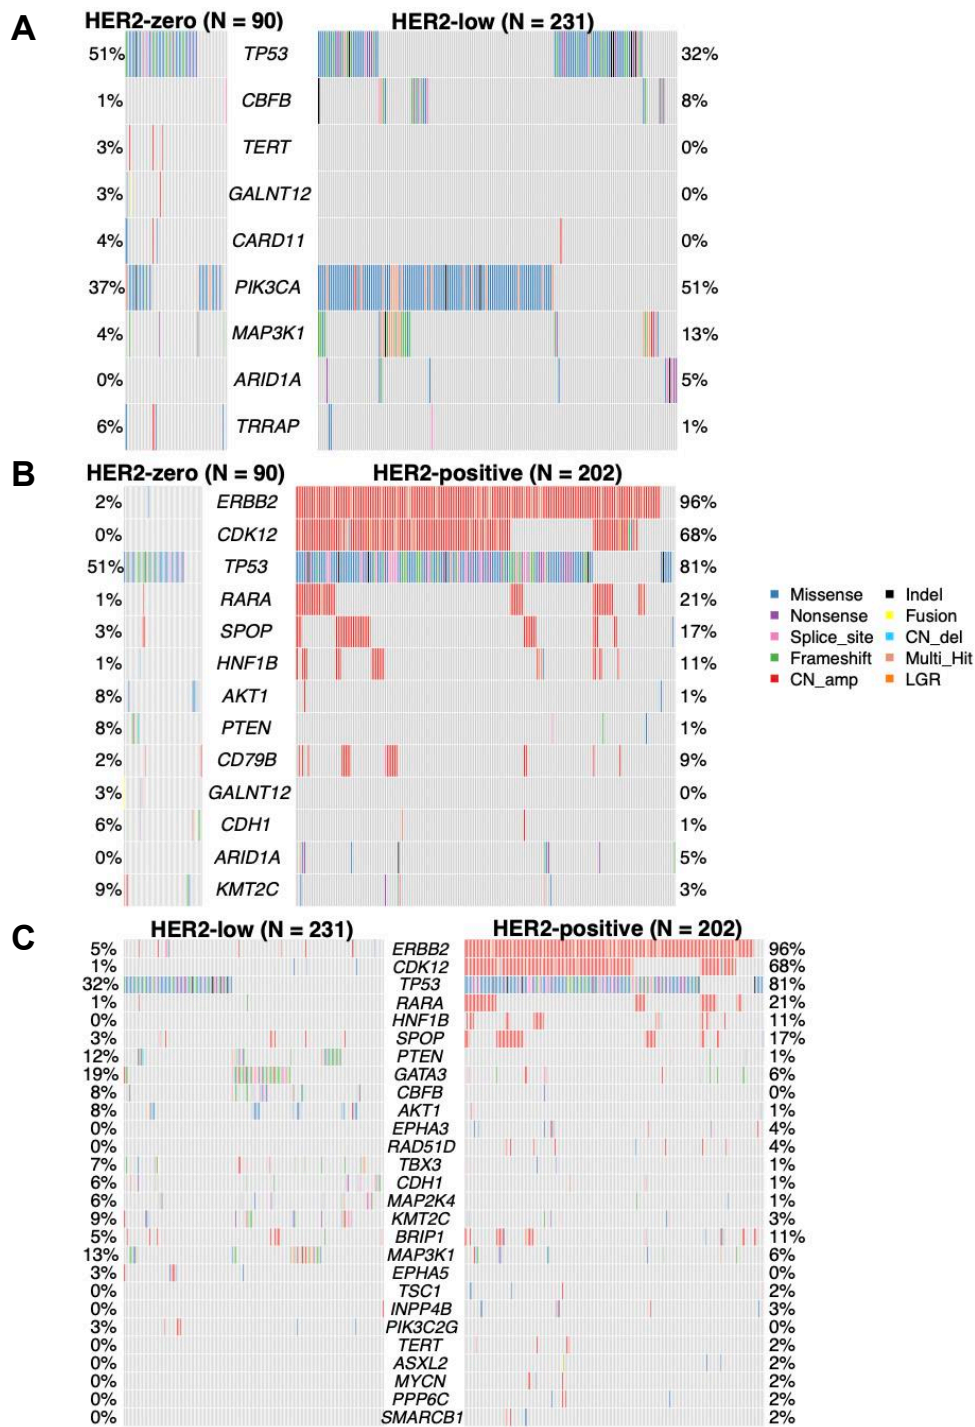 A
HER2-zero (N = 90) HER2-low (N = 231)
51% TP53 32%
1% CBFB 8%
3% TERT 0%
3% GALNT12 0%
4% CARD11 0%
37% PIK3CA 51%
4% MAP3K1 13%
0% ARID1A 5%
6% TRRAP 1%
B
HER2-zero (N = 90) HER2-positive (N = 202)
2% ERBB2 96%
0% CDK12 68%
51% TP53 81%
1% RARA 21%
3% SPOP 17%
1% HNF1B 11%
8% AKT1 1%
8% PTEN 1%
2% CD79B 9%
3% GALNT12 0%
6% CDH1 1%
0% ARID1A 5%
9% KMT2C 3%
Missense Indel
Nonsense Fusion
Splice_site CN_del
Frameshift Multi_Hit
CN_amp LGR
C
HER2-low (N = 231) HER2-positive (N = 202)
5% ERBB2 96%
1% CDK12 68%
32% TP53 81%
1% RARA 21%
0% HNF1B 11%
3% SPOP 17%
12% PTEN 1%
19% GATA3 6%
8% CBFB 0%
8% AKT1 1%
0% EPHA3 4%
0% RAD51D 4%
7% TBX3 1%
6% CDH1 1%
6% MAP2K4 1%
9% KMT2C 3%
5% BRIP1 11%
13% MAP3K1 6%
3% EPHA5 0%
0% TSC1 2%
0% INPP4B 3%
3% PIK3C2G 0%
0% TERT 2%
0% ASXL2 2%
0% MYCN 2%
0% PPP6C 2%
0% SMARCB1 2%